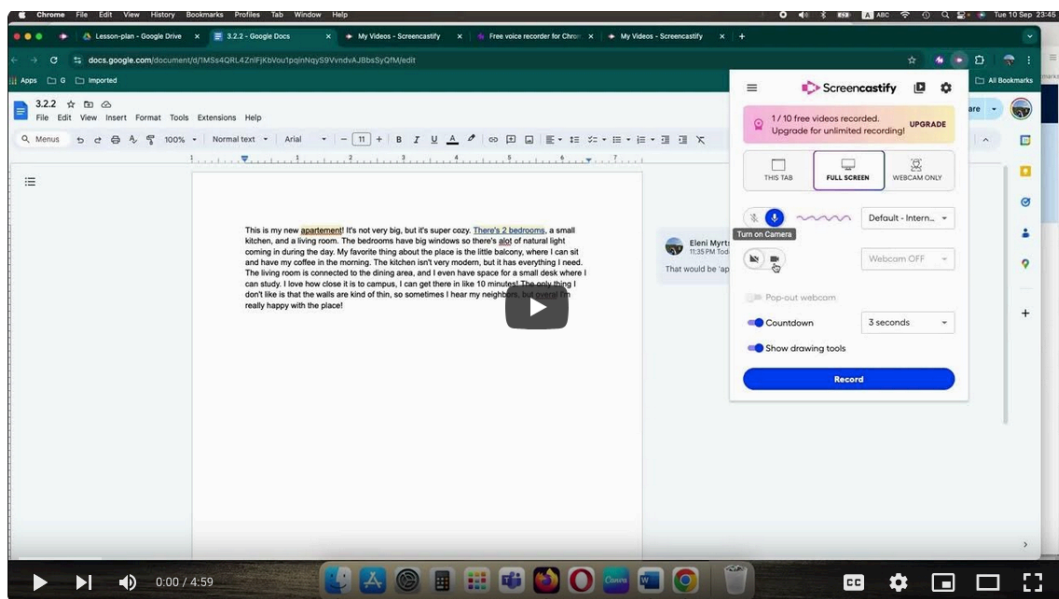 Chrome File Edit View History Bookmarks Profiles Tab Window Help
ABC Tue 10 Sep 23:45
Lesson-plan - Google Drive 3.2.2 - Google Docs My Videos - Screencastify Free voice recorder for Chron My Videos - Screencastify
docs.google.com/document/d/
Apps G Imported All Bookmarks
3.2.2
File Edit View Insert Format Tools Extensions Help
Menus 100% Normal text Arial 11 B I U A
This is my new apartement! It's not very big, but it's super cozy. There's 2 bedrooms, a small
kitchen, and a living room. The bedrooms have big windows so there's alot of natural light
coming in during the day. My favorite thing about the place is the little balcony, where I can sit
and have my coffee in the morning. The kitchen isn't very modern, but it has everything I need.
The living room is connected to the dining area, and I even have space for a small desk where I
can study. I love how close it is to campus, I can get there in like 10 minutes! The only thing I
don't like is that the walls are kind of thin, so sometimes I hear my neighbors, but overal I'm
really happy with the place!
Eleni Myrts
11:35 PM Tod
That would be 'ap
Screencastify
1 / 10 free videos recorded.
Upgrade for unlimited recording!
UPGRADE
THIS TAB FULL SCREEN WEBCAM ONLY
Default - Intern...
Turn on Camera
Webcam OFF
Pop-out webcam
Countdown 3 seconds
Show drawing tools
Record
0:00 / 4:59
CC